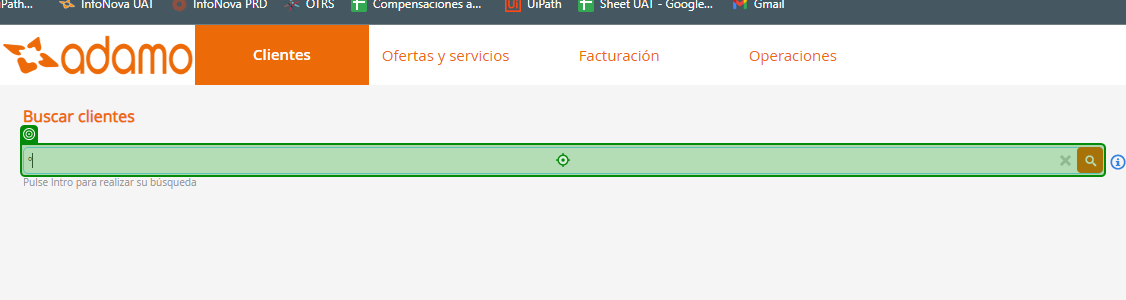 Path... InfoNova UAT InfoNova PRD OTRS Compensaciones a... UiPath Sheet UAT - Google... Gmail
adamo Clientes Ofertas y servicios Facturación Operaciones
Buscar clientes
°
Pulse Intro para realizar su búsqueda